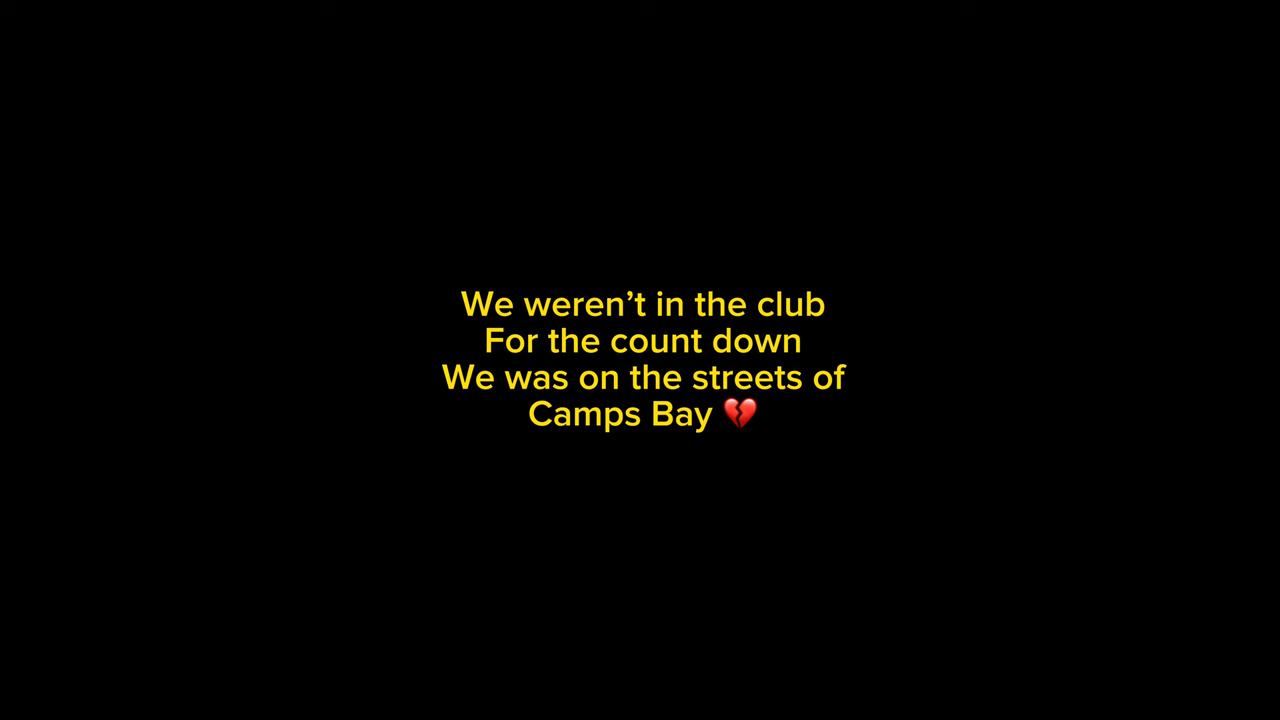 We weren’t in the club
For the count down
We was on the streets of
Camps Bay 💔